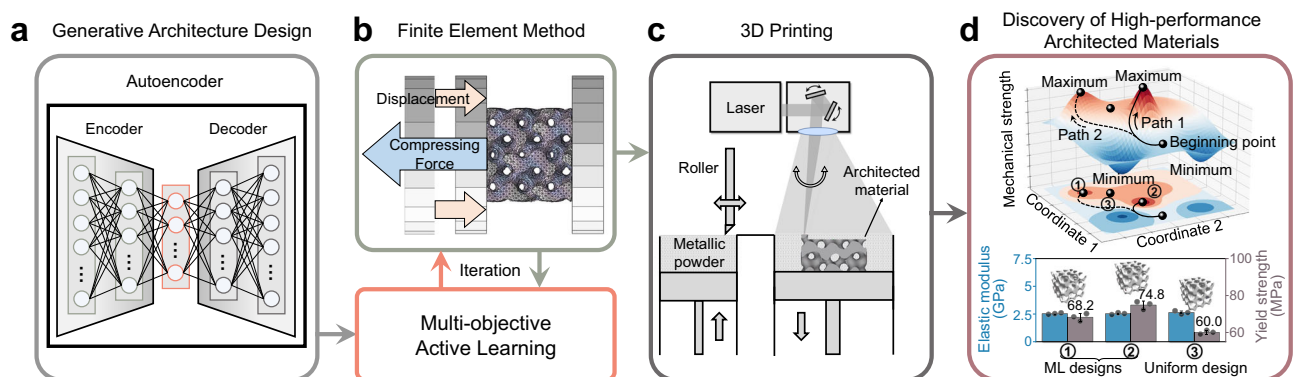 a
Generative Architecture Design
Autoencoder
Encoder
Decoder
b
Finite Element Method
Displacement
Compressing
Force
Iteration
Multi-objective
Active Learning
c
3D Printing
Laser
Roller
Architected
material
Metallic
powder
d
Discovery of High-performance
Architected Materials
Maximum
Maximum
Mechanical strength
Path 2
Path 1
Beginning point
Minimum
Minimum
①
②
③
Coordinate 1
Coordinate 2
Elastic modulus
(GPa)
7.5
5.0
2.5
0
68.2
74.8
60.0
100
80
60
Yield strength
(MPa)
①
②
③
ML designs
Uniform design